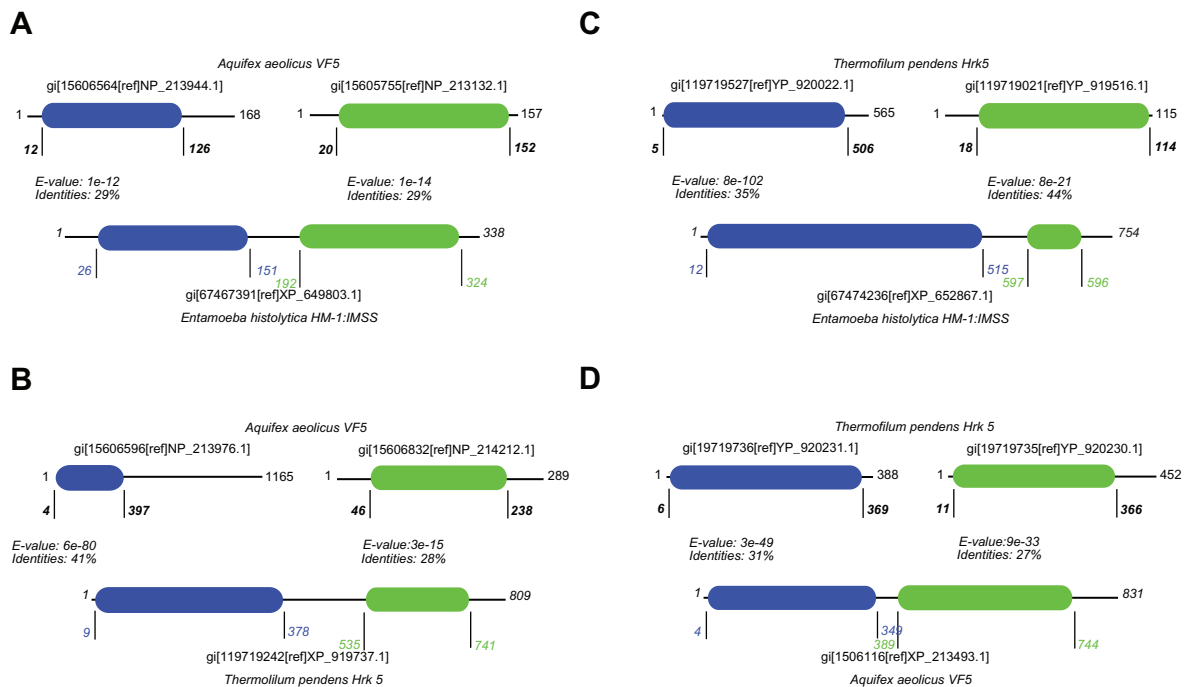 A
Aquifex aeolicus VF5
gi[15606564[ref]NP_213944.1]
gi[15605755[ref]NP_213132.1]
1
168
1
157
12
126
20
152
E-value: 1e-12
Identities: 29%
E-value: 1e-14
Identities: 29%
1
338
26
151
192
324
gi[67467391[ref]XP_649803.1]
Entamoeba histolytica HM-1:IMSS
B
Aquifex aeolicus VF5
gi[15606596[ref]NP_213976.1]
gi[15606832[ref]NP_214212.1]
1
1165
1
289
4
397
46
238
E-value: 6e-80
Identities: 41%
E-value:3e-15
Identities: 28%
1
809
9
378
535
741
gi[119719242[ref]XP_919737.1]
Thermolilum pendens Hrk 5
C
Thermofilum pendens Hrk5
gi[119719527[ref]YP_920022.1]
gi[119719021[ref]YP_919516.1]
1
565
1
115
5
506
18
114
E-value: 8e-102
Identities: 35%
E-value: 8e-21
Identities: 44%
1
754
12
515
597
596
gi[67474236[ref]XP_652867.1]
Entamoeba histolytica HM-1:IMSS
D
Thermofilum pendens Hrk 5
gi[19719736[ref]YP_920231.1]
gi[19719735[ref]YP_920230.1]
1
388
1
452
6
369
11
366
E-value: 3e-49
Identities: 31%
E-value:9e-33
Identities: 27%
1
831
4
349
389
744
gi[1506116[ref]XP_213493.1]
Aquifex aeolicus VF5